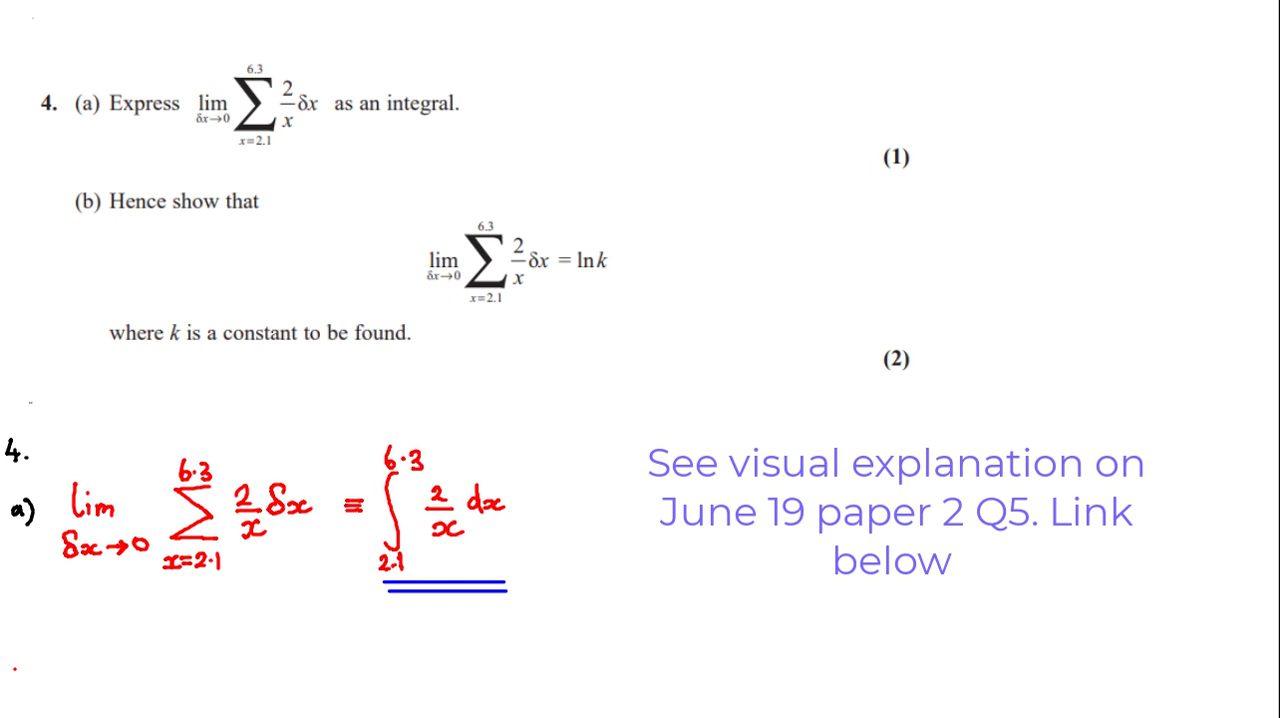 4. (a) Express lim δx→0 ∑ x=2.1 6.3 2/x δx as an integral.
(1)
(b) Hence show that
lim δx→0 ∑ x=2.1 6.3 2/x δx = ln k
where k is a constant to be found.
(2)
4.
a) lim δx→0 ∑ x=2·1 6·3 2/x δx ≡ ∫ 2·1 6·3 2/x dx
See visual explanation on
June 19 paper 2 Q5. Link
below